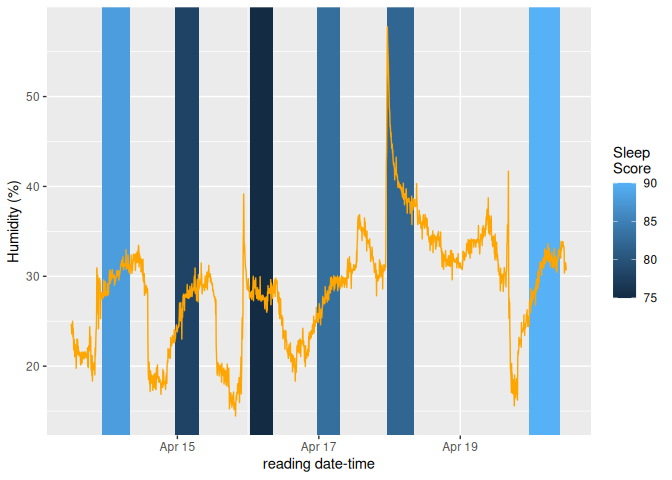 50
40
30
20
Humidity (%)
Apr 15
Apr 17
Apr 19
reading date-time
Sleep
Score
90
85
80
75